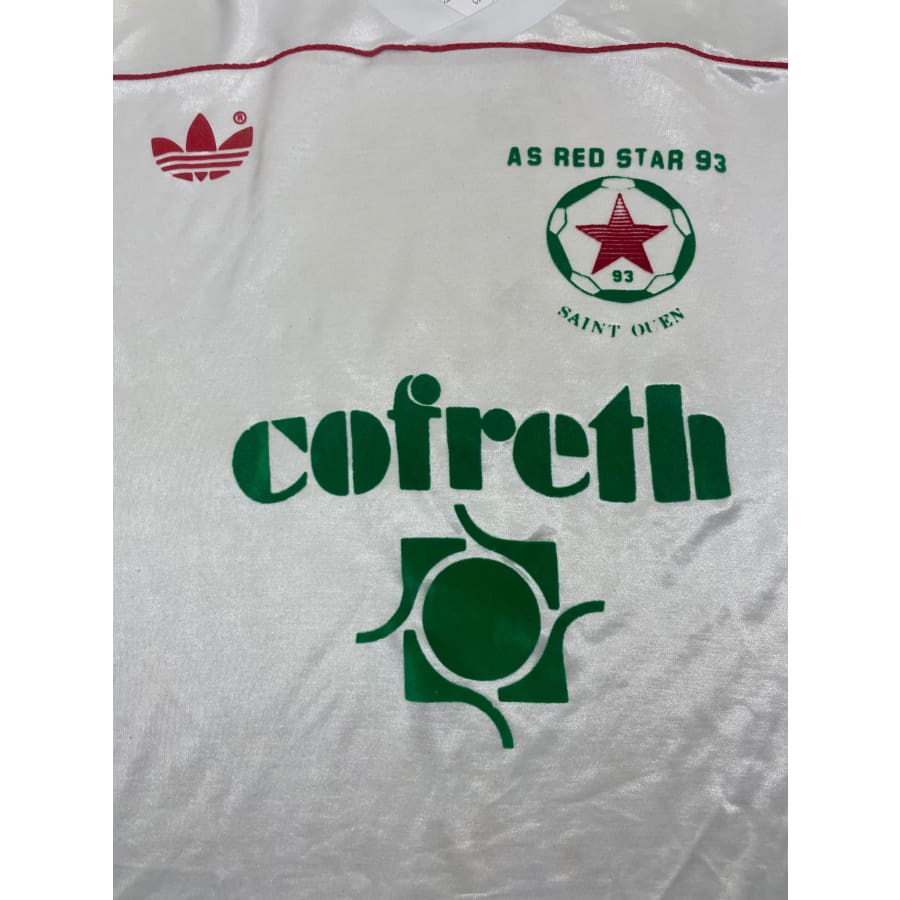 ®
AS RED STAR 93
93
SAINT OUEN
cofreth